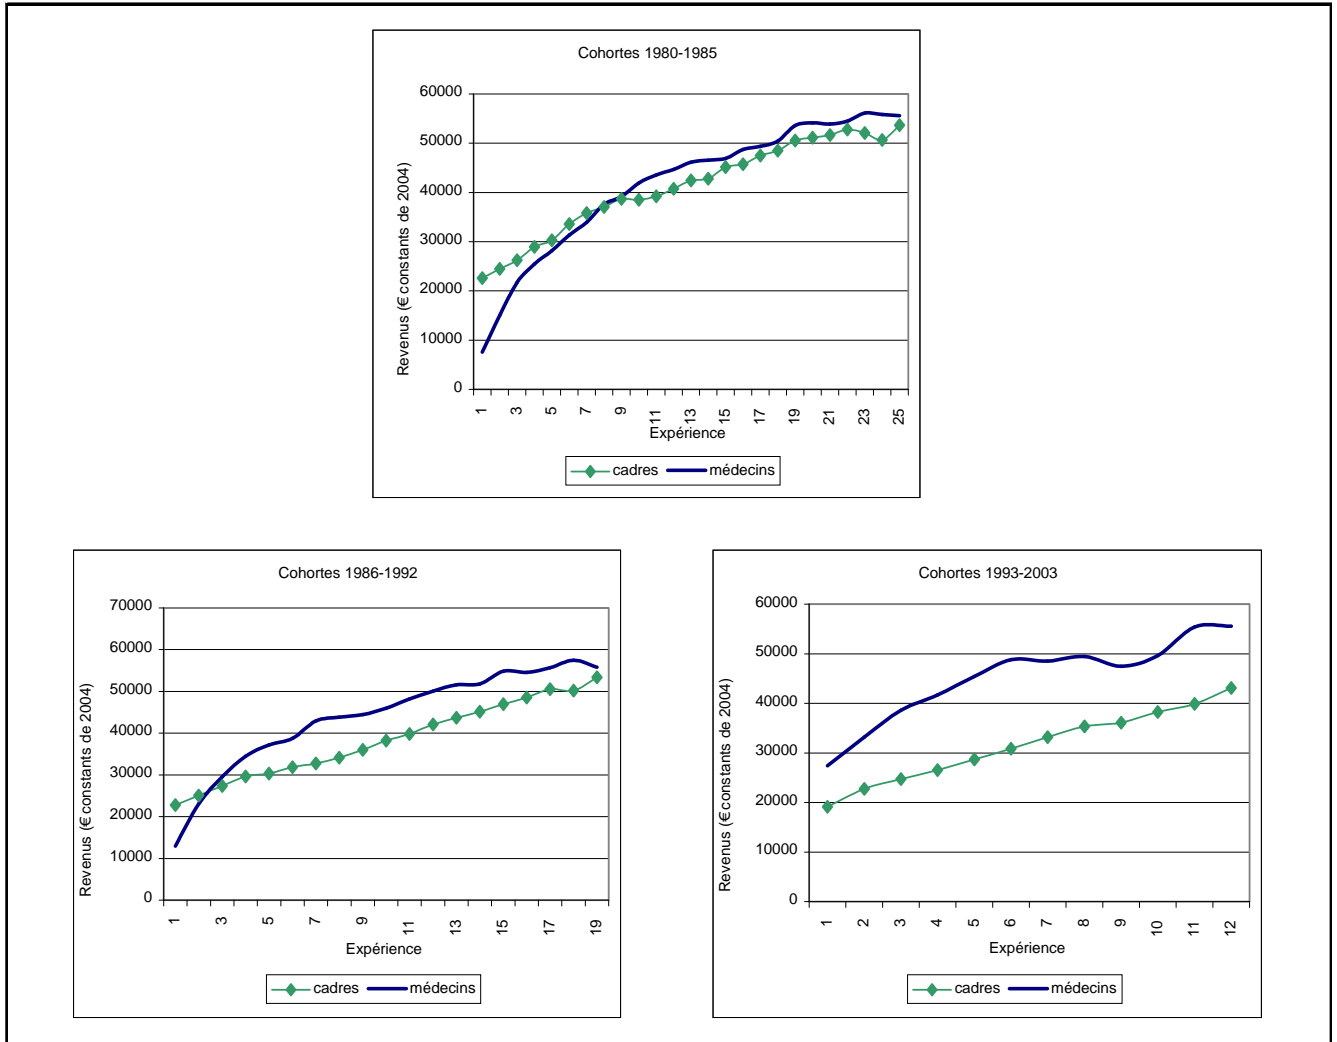 Cohortes 1980-1985
60000
50000
40000
30000
20000
10000
0
Revenus (€ constants de 2004)
1 3 5 7 9 11 13 15 17 19 21 23 25
Expérience
cadres médecins
Cohortes 1986-1992
70000
60000
50000
40000
30000
20000
10000
0
Revenus (€ constants de 2004)
1 3 5 7 9 11 13 15 17 19
Expérience
cadres médecins
Cohortes 1993-2003
60000
50000
40000
30000
20000
10000
0
Revenus (€ constants de 2004)
1 2 3 4 5 6 7 8 9 10 11 12
Expérience
cadres médecins